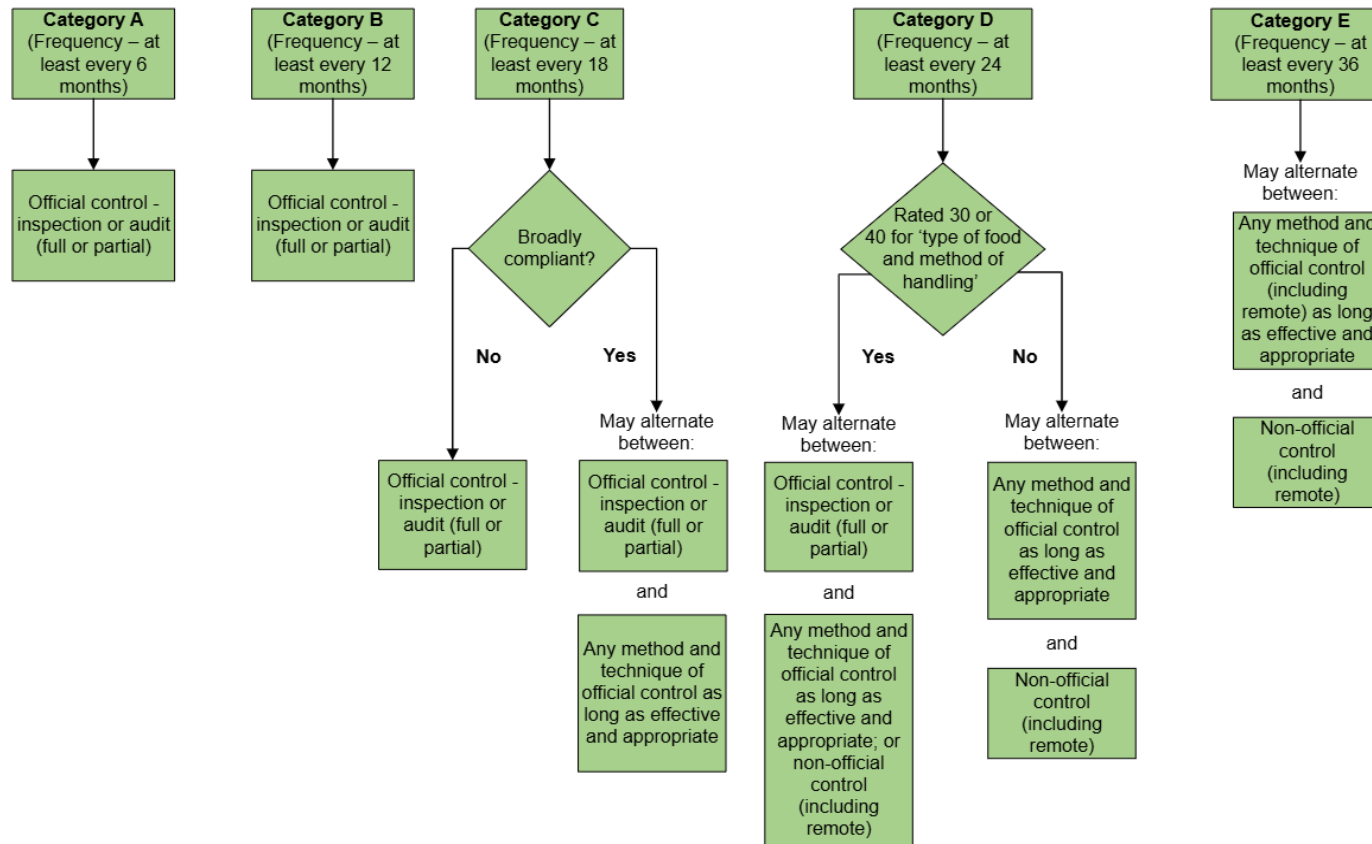 Category A
(Frequency – at
least every 6
months)
Official control -
inspection or audit
(full or partial)
Category B
(Frequency – at
least every 12
months)
Official control -
inspection or audit
(full or partial)
Category C
(Frequency – at
least every 18
months)
Broadly
compliant?
No
Official control -
inspection or
audit (full or
partial)
Yes
May alternate
between:
Official control -
inspection or
audit (full or
partial)
and
Any method and
technique of
official control as
long as effective
and appropriate
Category D
(Frequency – at
least every 24
months)
Rated 30 or
40 for ‘type of food
and method of
handling’
Yes
May alternate
between:
Official control -
inspection or
audit (full or
partial)
and
Any method and
technique of
official control
as long as
effective and
appropriate; or
non-official
control
(including
remote)
No
May alternate
between:
Any method and
technique of
official control
as long as
effective and
appropriate
and
Non-official
control
(including
remote)
Category E
(Frequency – at
least every 36
months)
May alternate
between:
Any method and
technique of
official control
(including
remote) as long
as effective and
appropriate
and
Non-official
control
(including
remote)